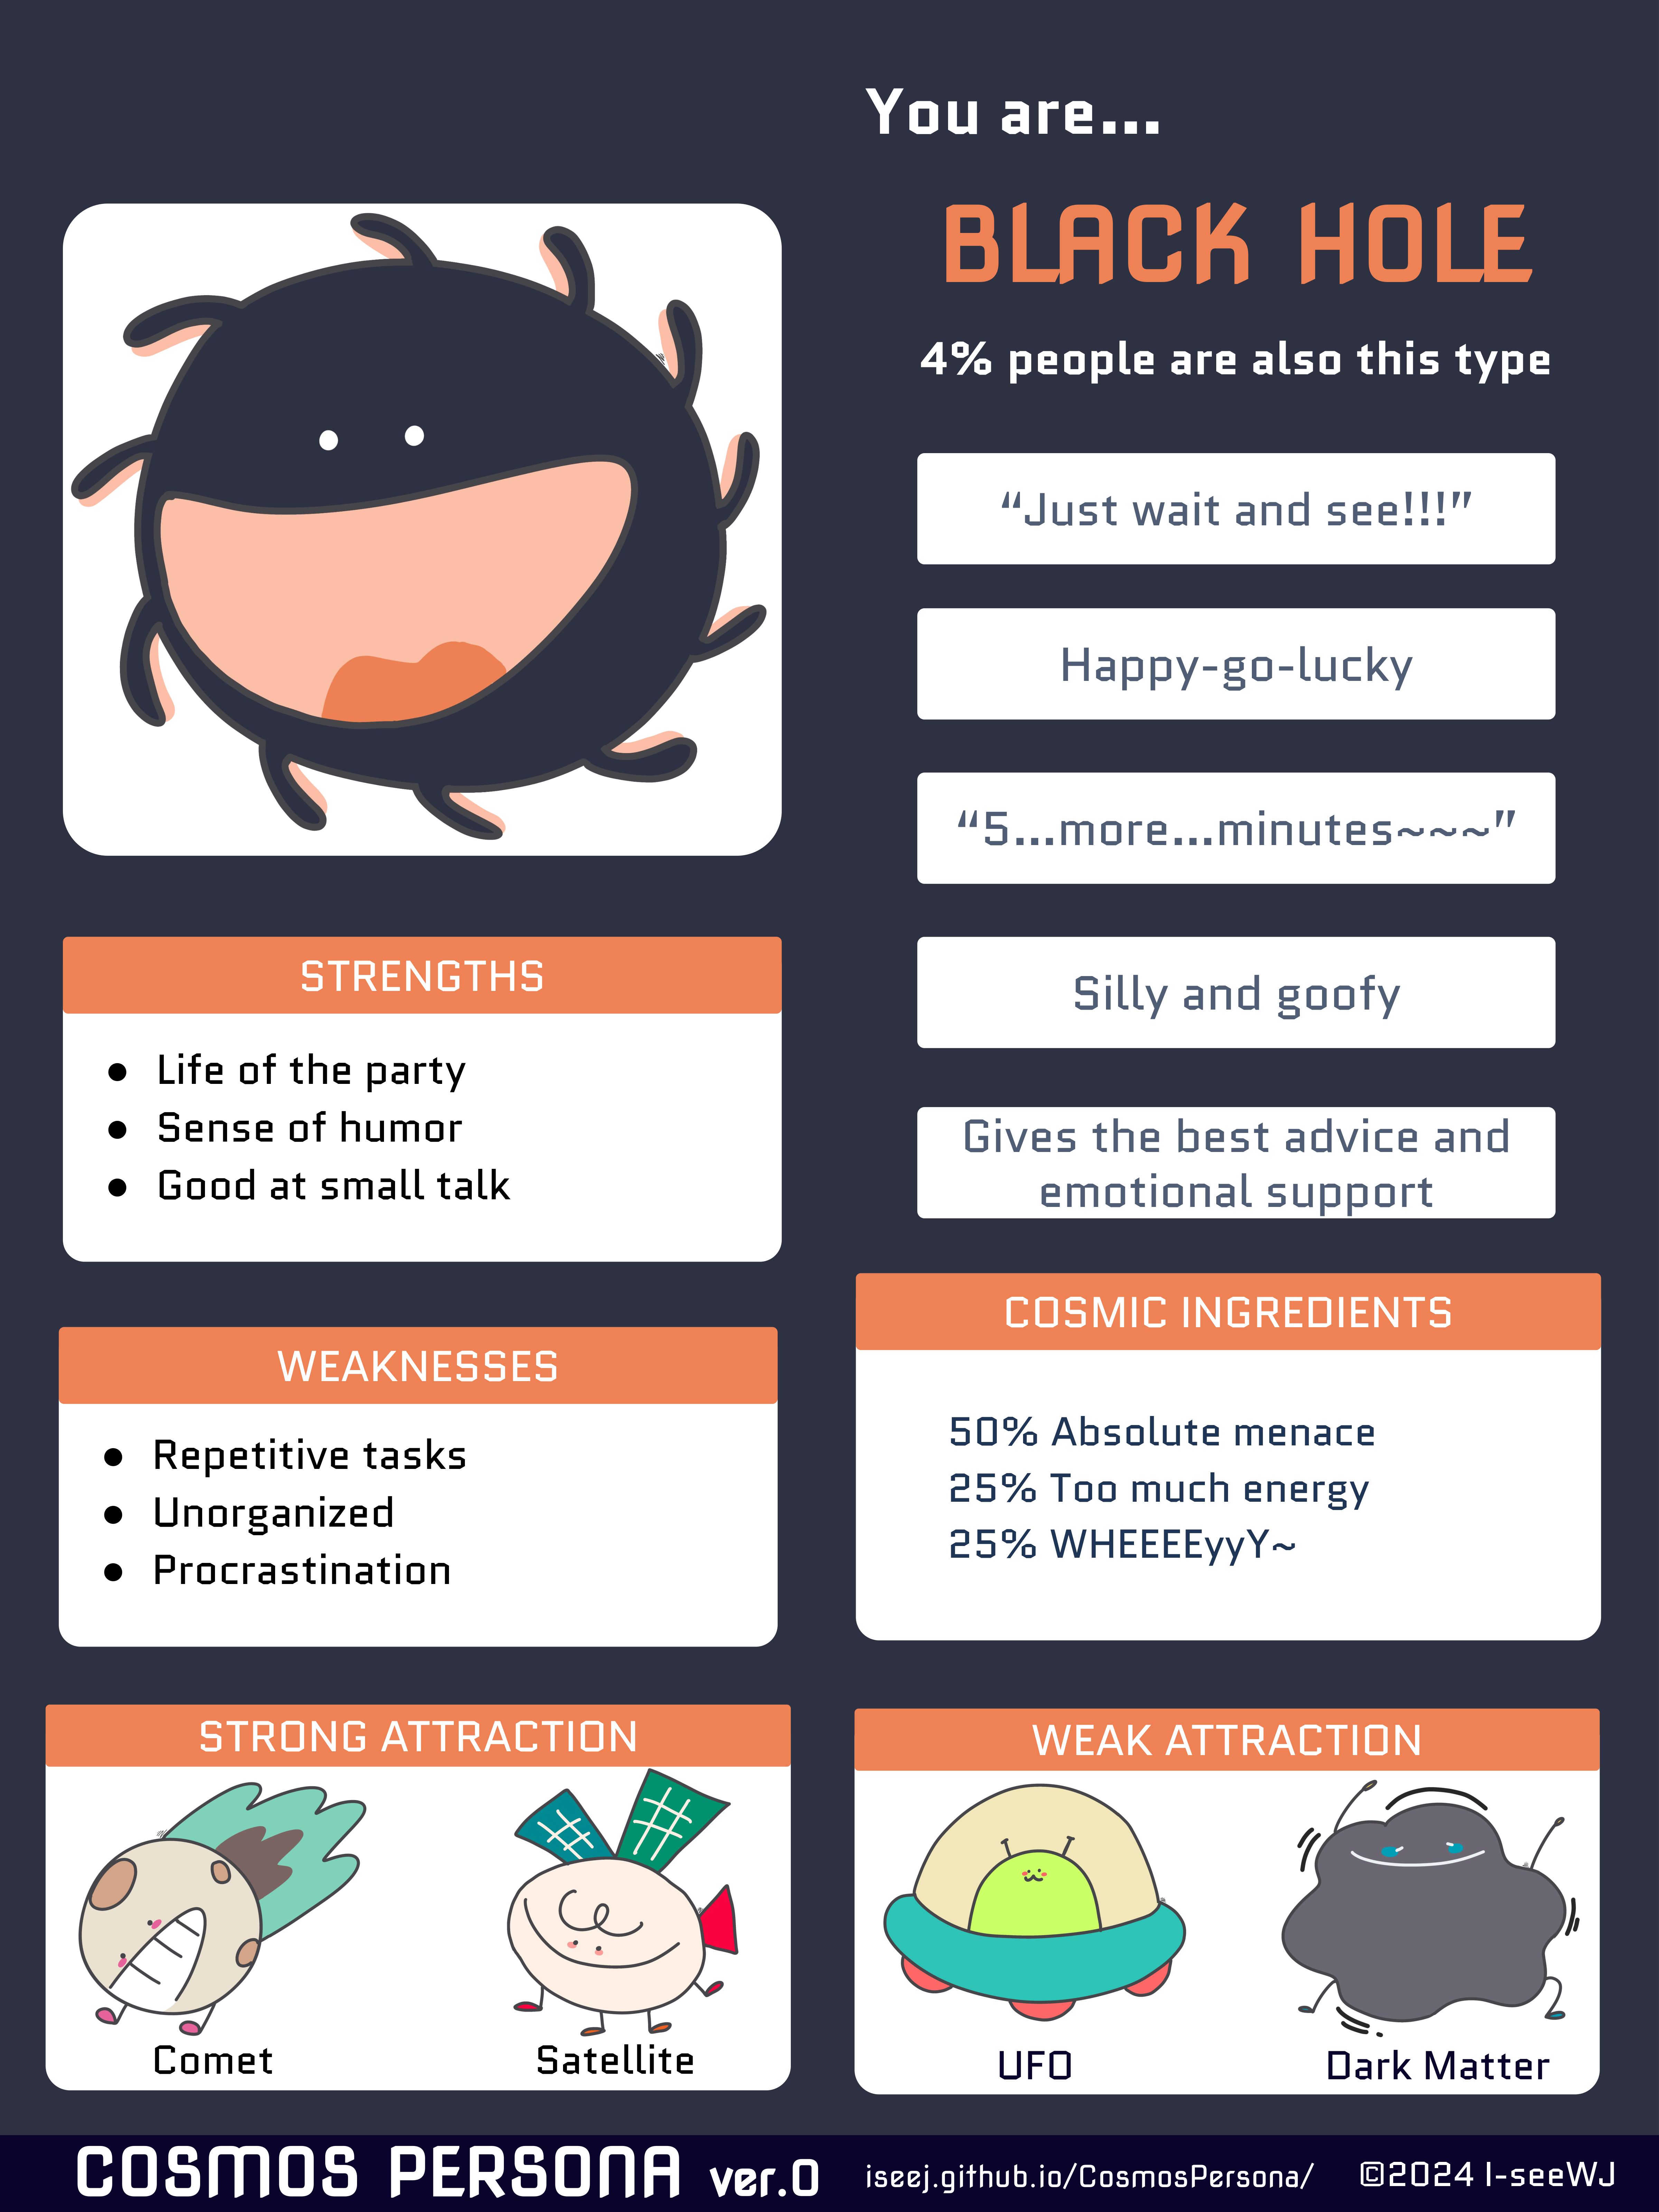 You are...
BLACK HOLE
4% people are also this type
“Just wait and see!!!”
Happy-go-lucky
“5...more...minutes~~~”
Silly and goofy
Gives the best advice and
emotional support
STRENGTHS
● Life of the party
● Sense of humor
● Good at small talk
WEAKNESSES
● Repetitive tasks
● Unorganized
● Procrastination
COSMIC INGREDIENTS
50% Absolute menace
25% Too much energy
25% WHEEEEyyY~
STRONG ATTRACTION
Comet
Satellite
WEAK ATTRACTION
UFO
Dark Matter
COSMOS PERSONA ver.0
iseej.github.io/CosmosPersona/
©2024 I-seeWJ